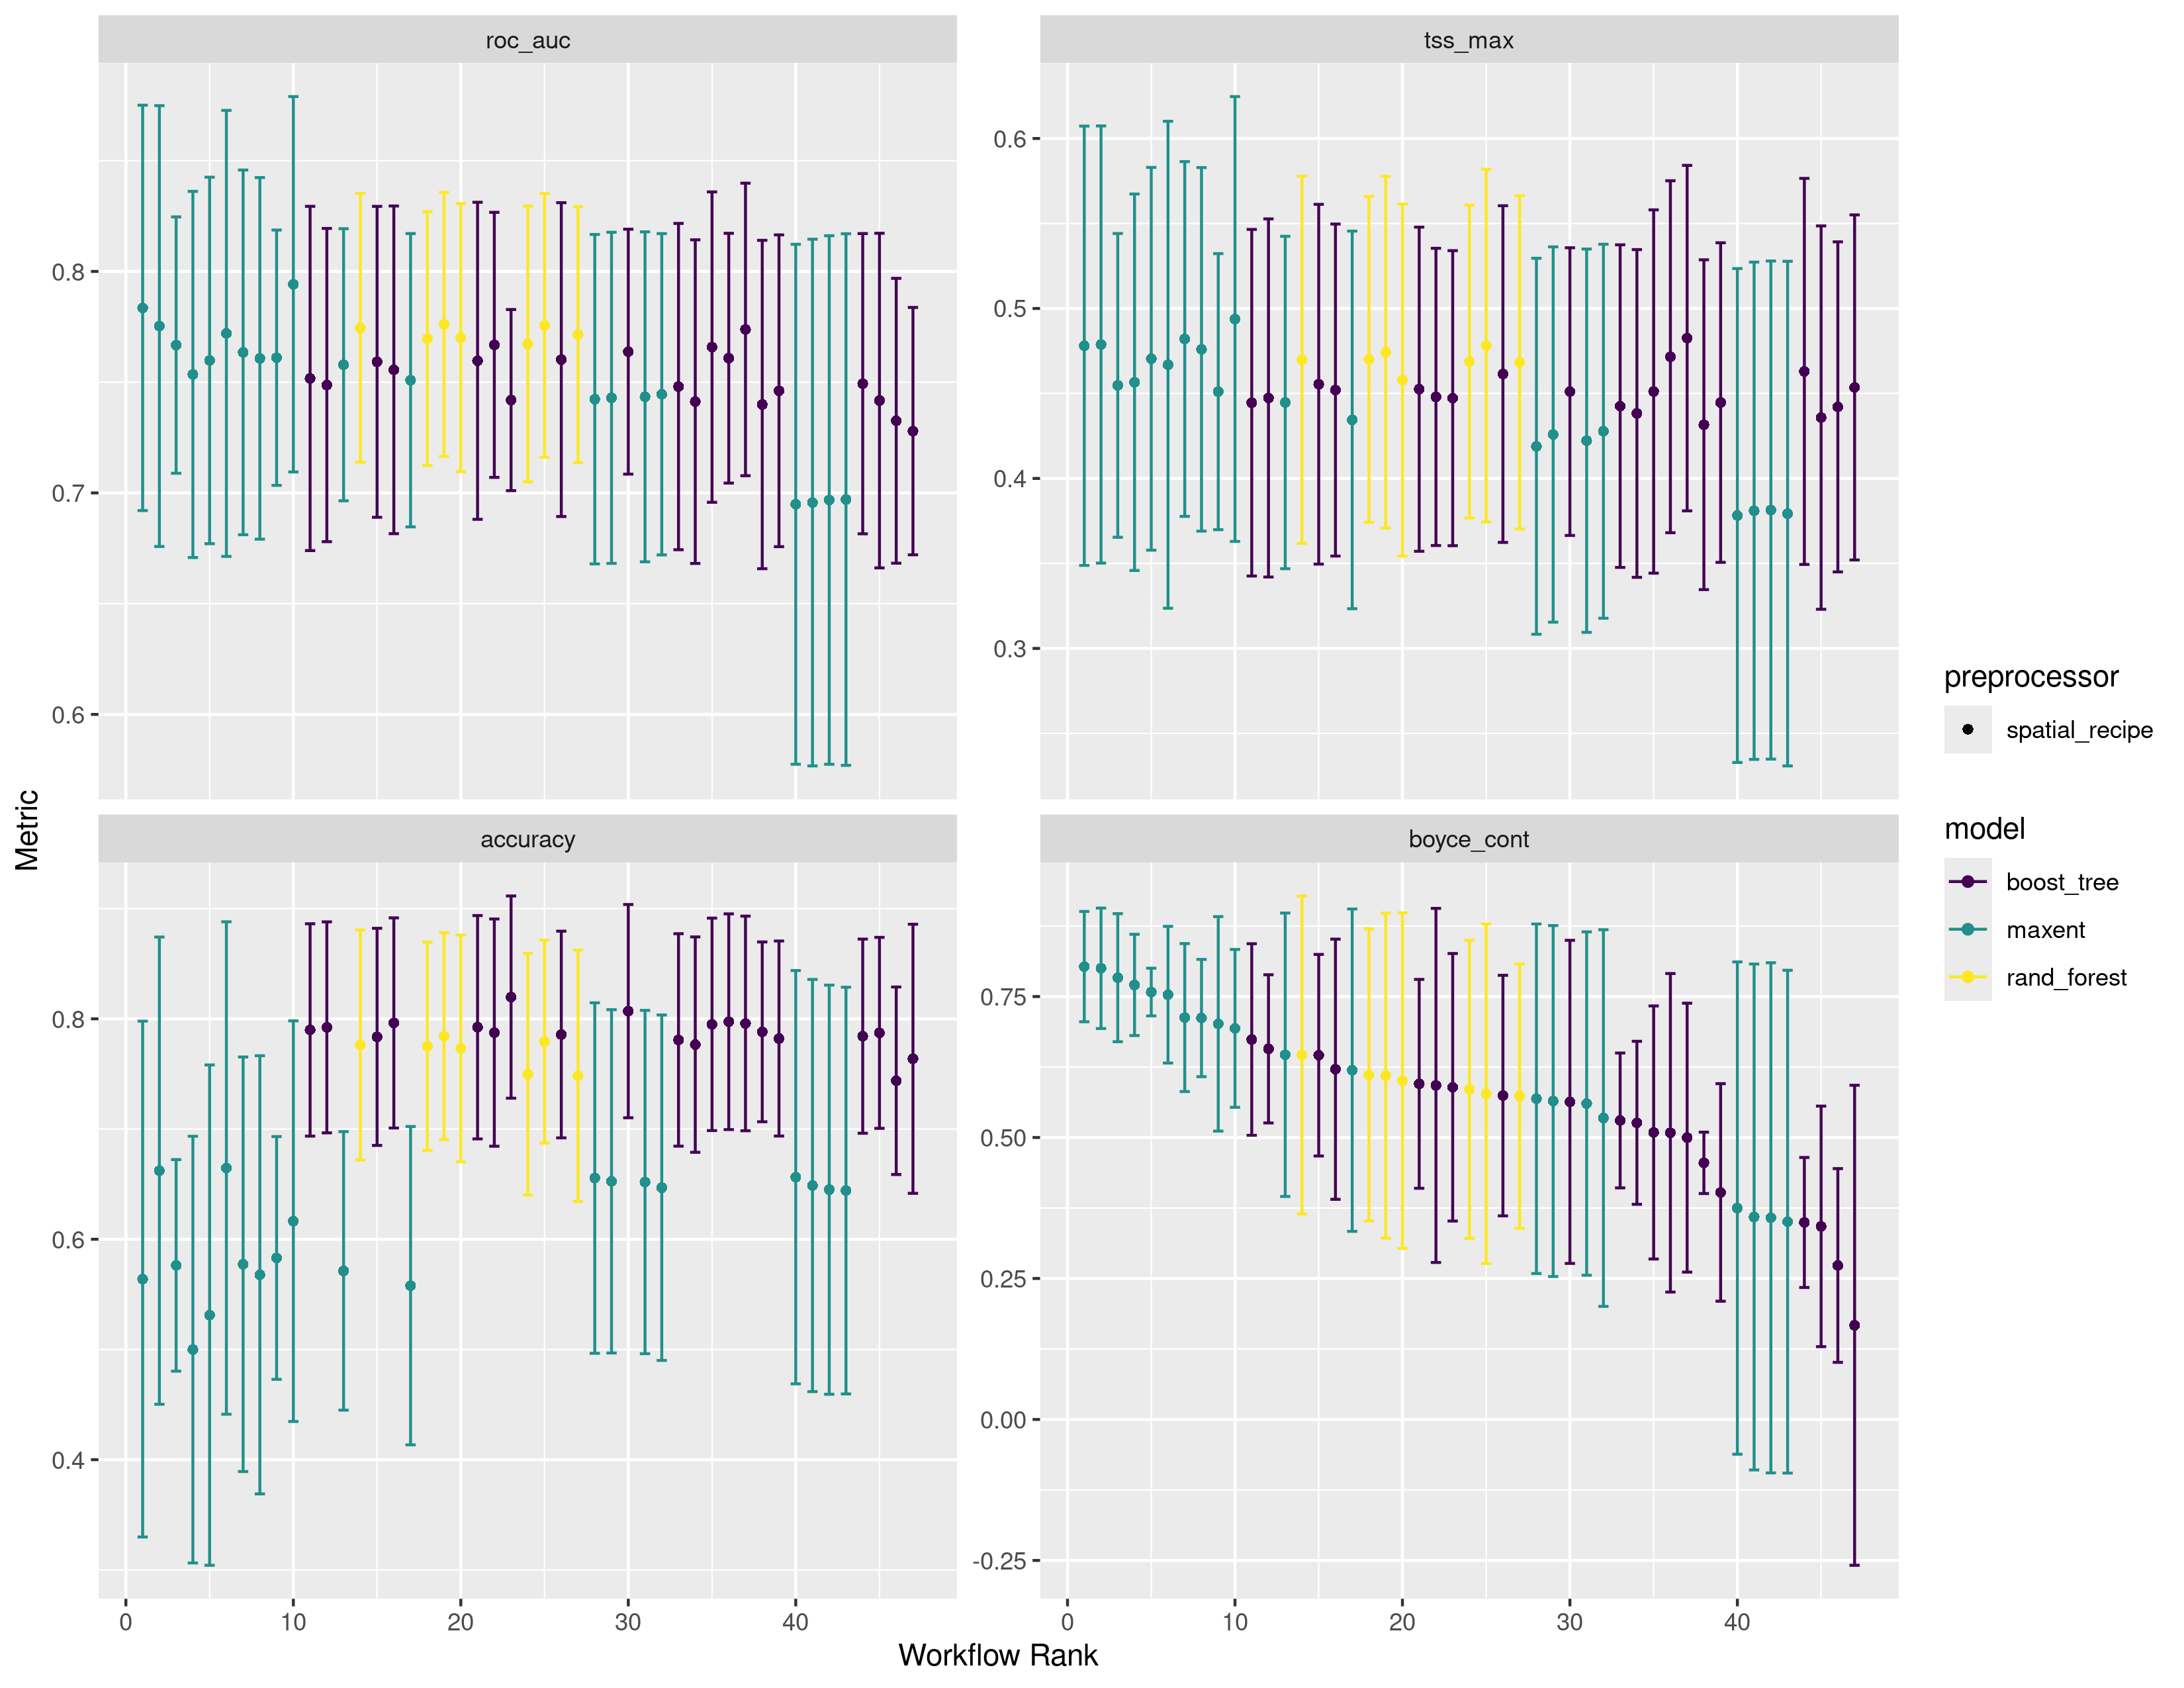 roc_auc
tss_max
0.8
0.7
0.6
0.6
0.5
0.4
0.3
Metric
accuracy
boyce_cont
0.8
0.6
0.4
0.75
0.50
0.25
0.00
-0.25
0 10 20 30 40
0 10 20 30 40
Workflow Rank
preprocessor
spatial_recipe
model
boost_tree
maxent
rand_forest